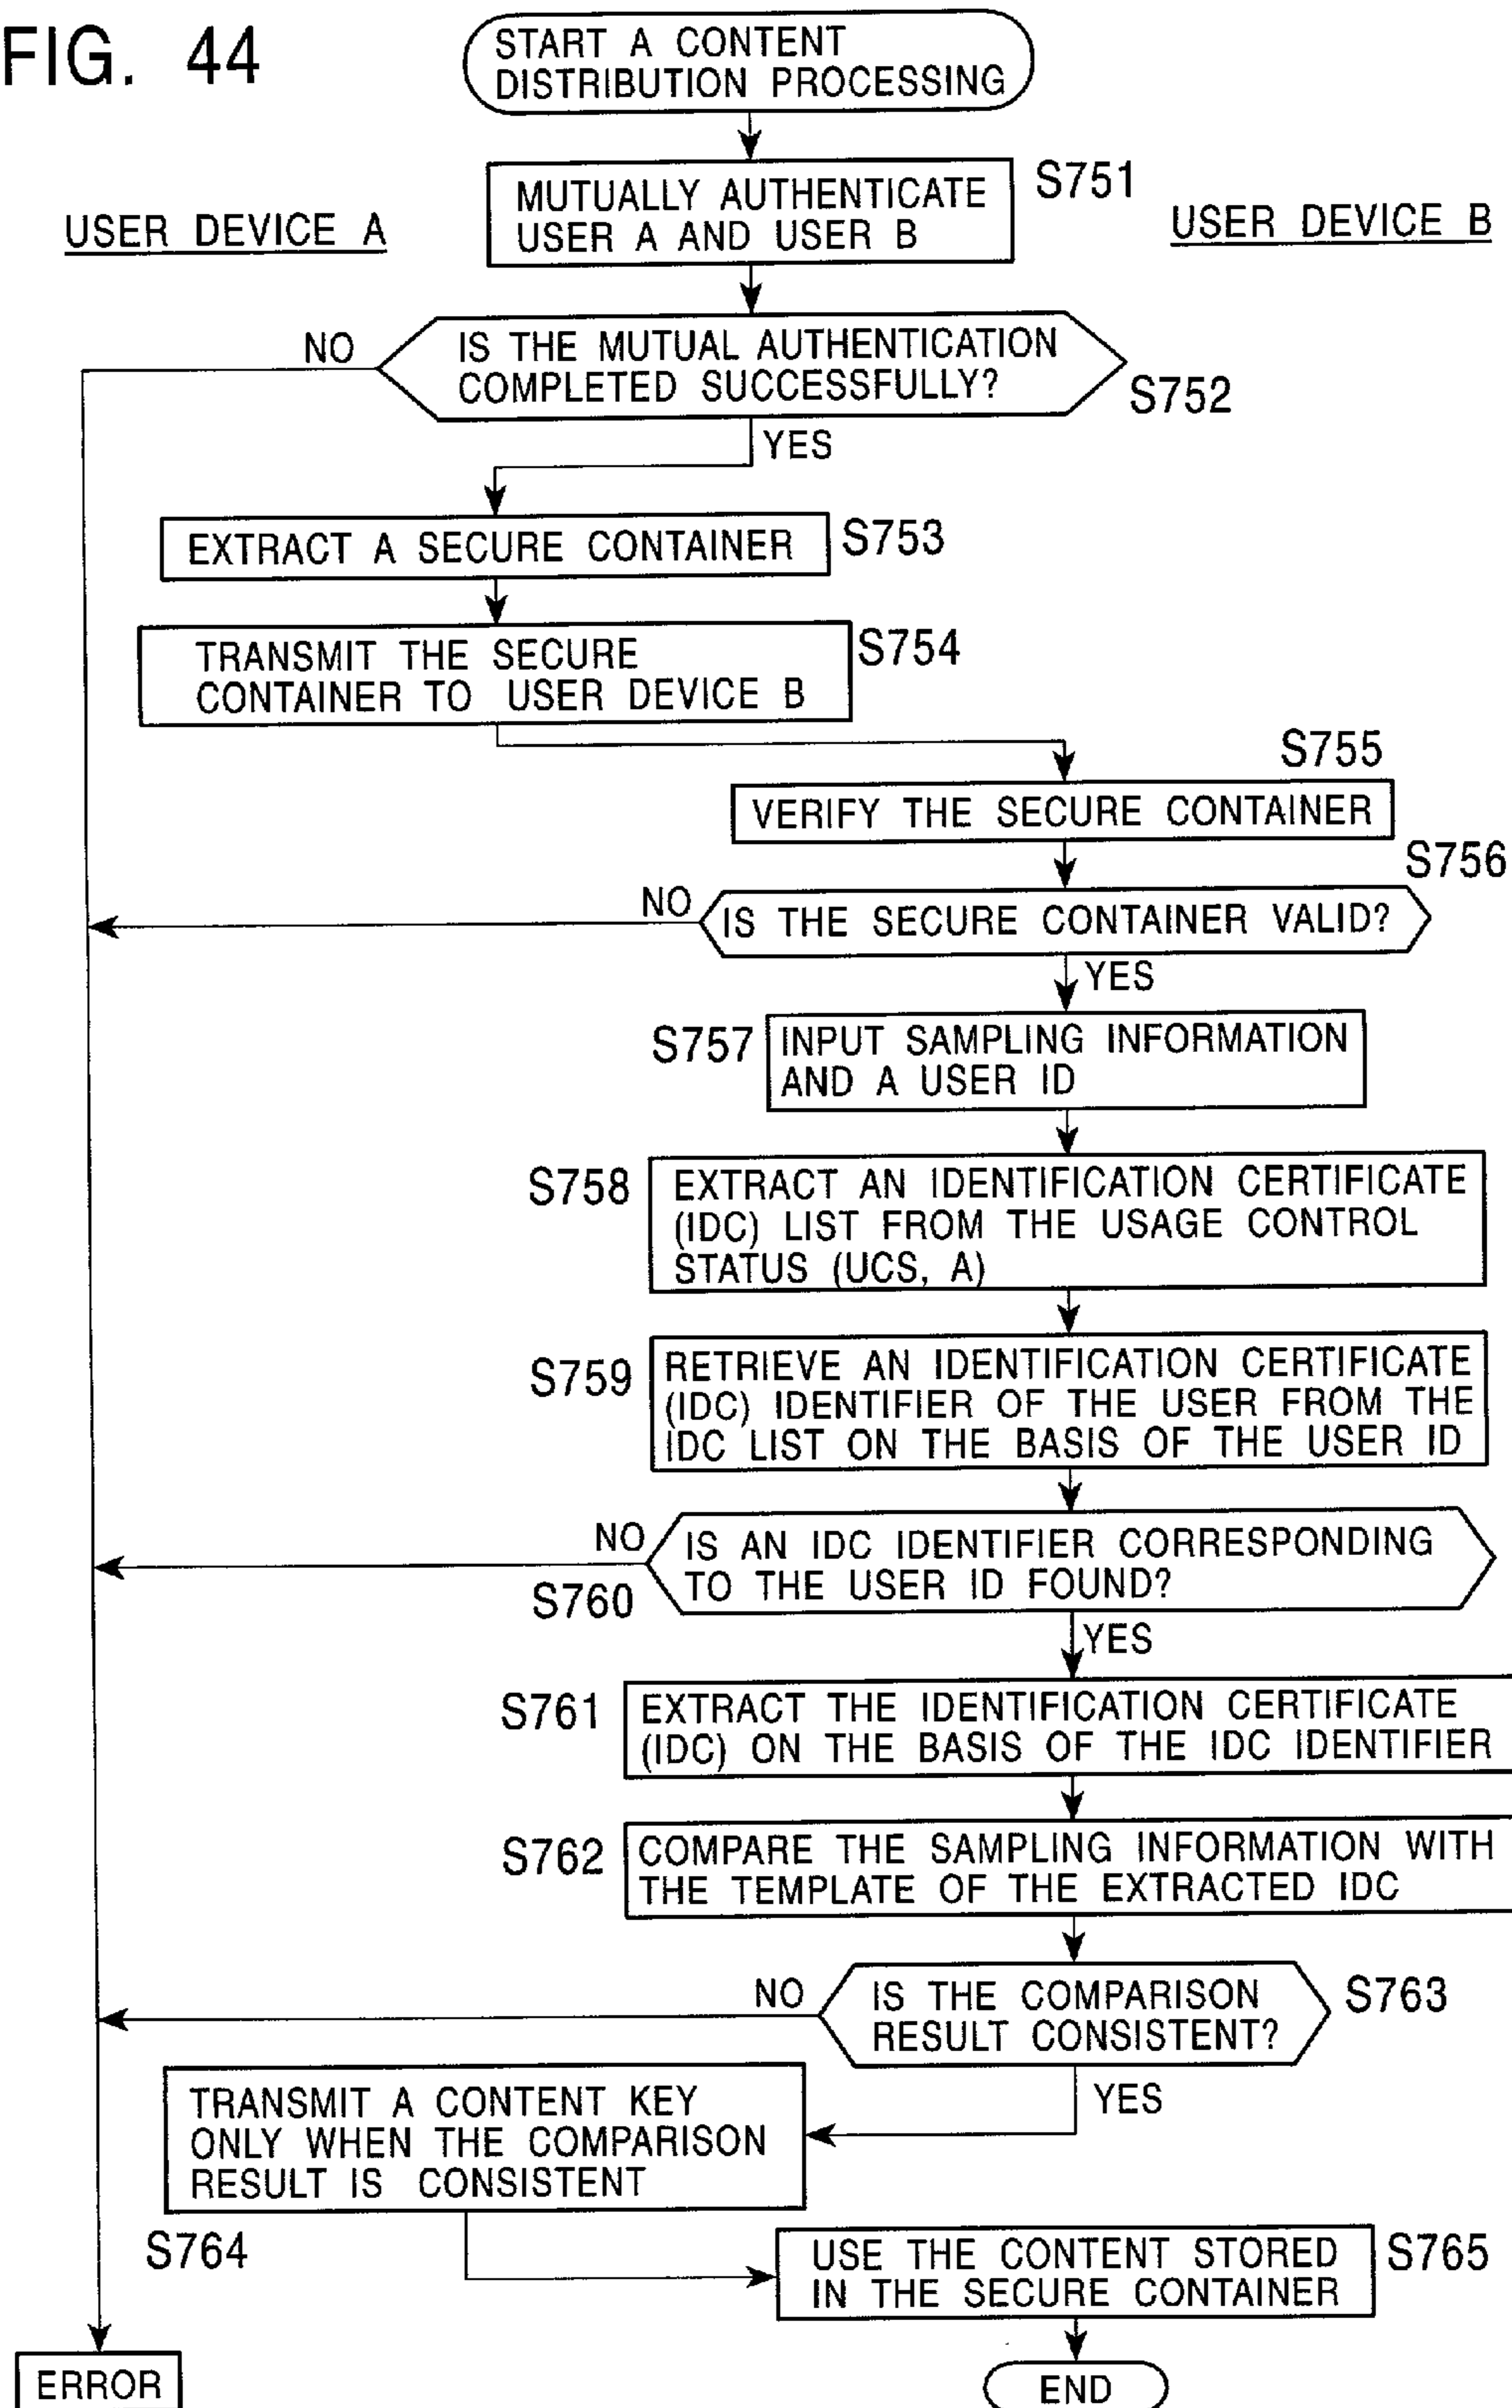 FIG. 44
START A CONTENT
DISTRIBUTION PROCESSING
MUTUALLY AUTHENTICATE
USER A AND USER B
S751
USER DEVICE A
USER DEVICE B
NO
IS THE MUTUAL AUTHENTICATION
COMPLETED SUCCESSFULLY?
S752
YES
EXTRACT A SECURE CONTAINER
S753
TRANSMIT THE SECURE
CONTAINER TO USER DEVICE B
S754
S755
VERIFY THE SECURE CONTAINER
S756
NO
IS THE SECURE CONTAINER VALID?
YES
S757
INPUT SAMPLING INFORMATION
AND A USER ID
S758
EXTRACT AN IDENTIFICATION CERTIFICATE
(IDC) LIST FROM THE USAGE CONTROL
STATUS (UCS, A)
S759
RETRIEVE AN IDENTIFICATION CERTIFICATE
(IDC) IDENTIFIER OF THE USER FROM THE
IDC LIST ON THE BASIS OF THE USER ID
NO
IS AN IDC IDENTIFIER CORRESPONDING
TO THE USER ID FOUND?
S760
YES
S761
EXTRACT THE IDENTIFICATION CERTIFICATE
(IDC) ON THE BASIS OF THE IDC IDENTIFIER
S762
COMPARE THE SAMPLING INFORMATION WITH
THE TEMPLATE OF THE EXTRACTED IDC
NO
IS THE COMPARISON
RESULT CONSISTENT?
S763
YES
TRANSMIT A CONTENT KEY
ONLY WHEN THE COMPARISON
RESULT IS CONSISTENT
S764
USE THE CONTENT STORED
IN THE SECURE CONTAINER
S765
ERROR
END